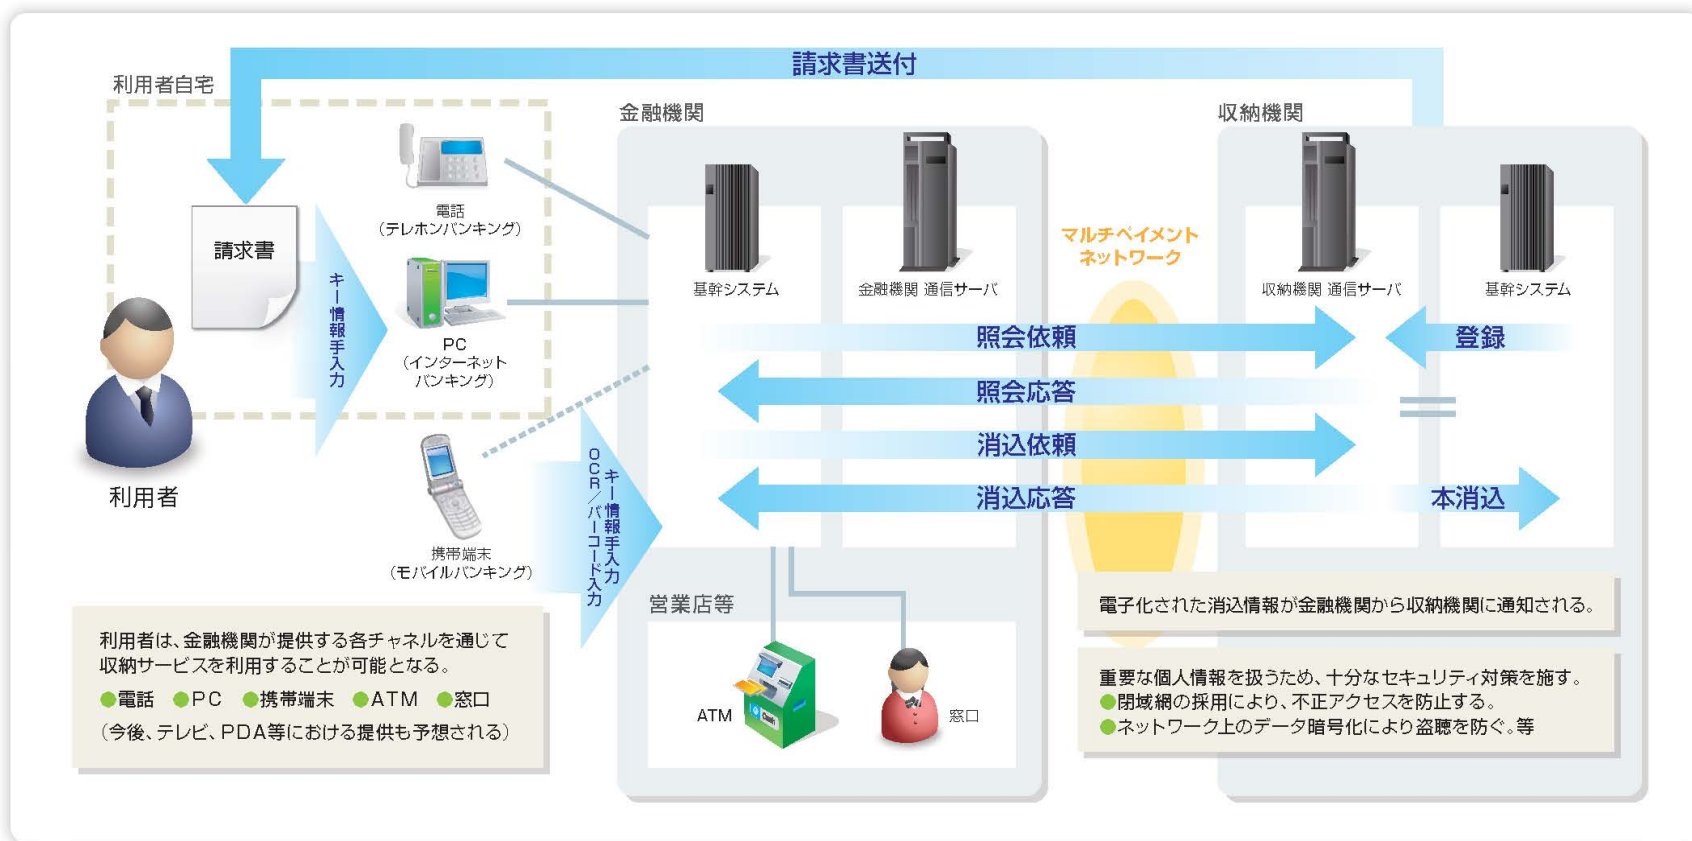 請求書送付
利用者自宅
金融機関
収納機関
電話
(テレホンバンキング)
請求書
キー情報手入力
PC
(インターネット
バンキング)
利用者
携帯端末
(モバイルバンキング)
キー情報手入力
OCR/バーコード入力
基幹システム
金融機関 通信サーバ
マルチペイメント
ネットワーク
収納機関 通信サーバ
基幹システム
照会依頼
登録
照会応答
消込依頼
消込応答
本消込
営業店等
ATM
窓口
利用者は、金融機関が提供する各チャネルを通じて
収納サービスを利用することが可能となる。
●電話 ●PC ●携帯端末 ●ATM ●窓口
(今後、テレビ、PDA等における提供も予想される)
電子化された消込情報が金融機関から収納機関に通知される。
重要な個人情報を扱うため、十分なセキュリティ対策を施す。
●閉域網の採用により、不正アクセスを防止する。
●ネットワーク上のデータ暗号化により盗聴を防ぐ。等